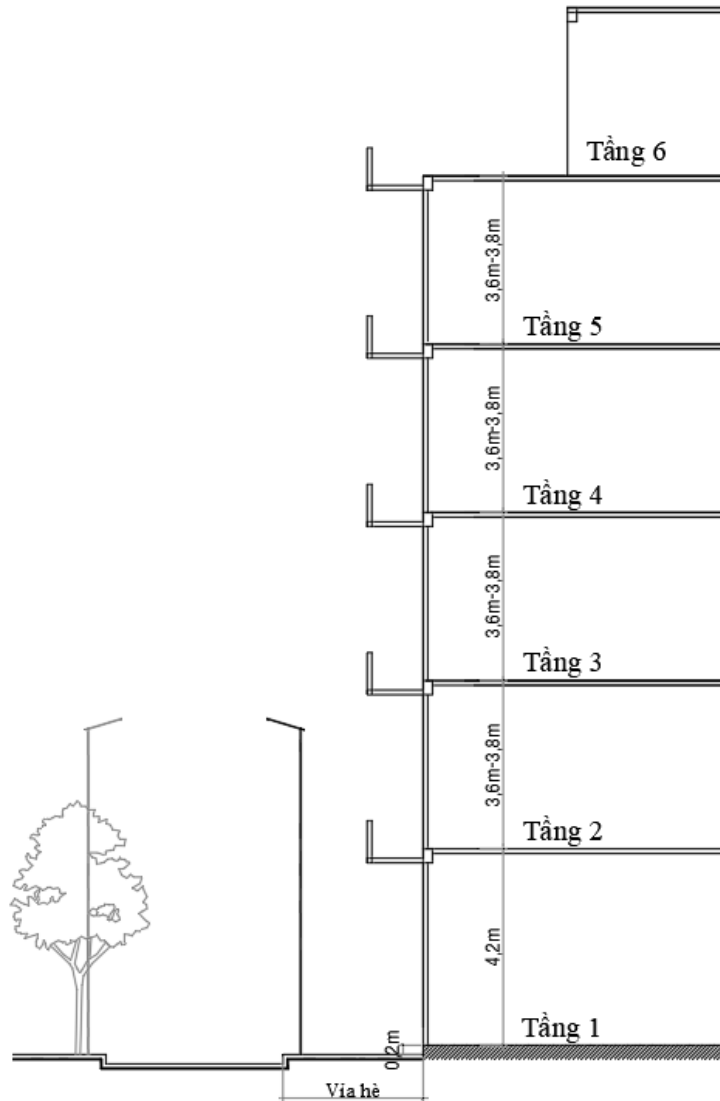 Tầng 6
3,6m-3,8m
Tầng 5
3,6m-3,8m
Tầng 4
3,6m-3,8m
Tầng 3
3,6m-3,8m
Tầng 2
4,2m
Tầng 1
0,2m
Vỉa hè